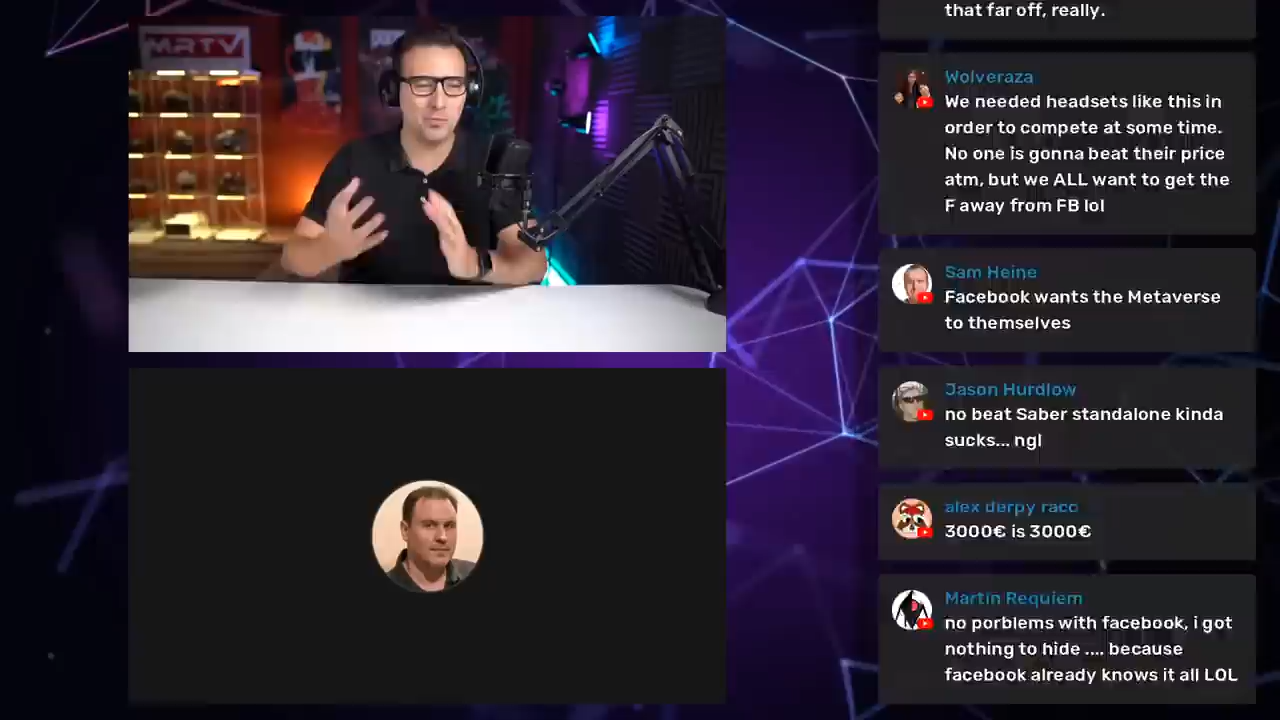 MRTV
that far off, really.
Wolveraza
We needed headsets like this in
order to compete at some time.
No one is gonna beat their price
atm, but we ALL want to get the
F away from FB lol
Sam Heine
Facebook wants the Metaverse
to themselves
Jason Hurdlow
no beat Saber standalone kinda
sucks... ngl
alex derpy raco
3000€ is 3000€
Martin Requiem
no porblems with facebook, i got
nothing to hide .... because
facebook already knows it all LOL